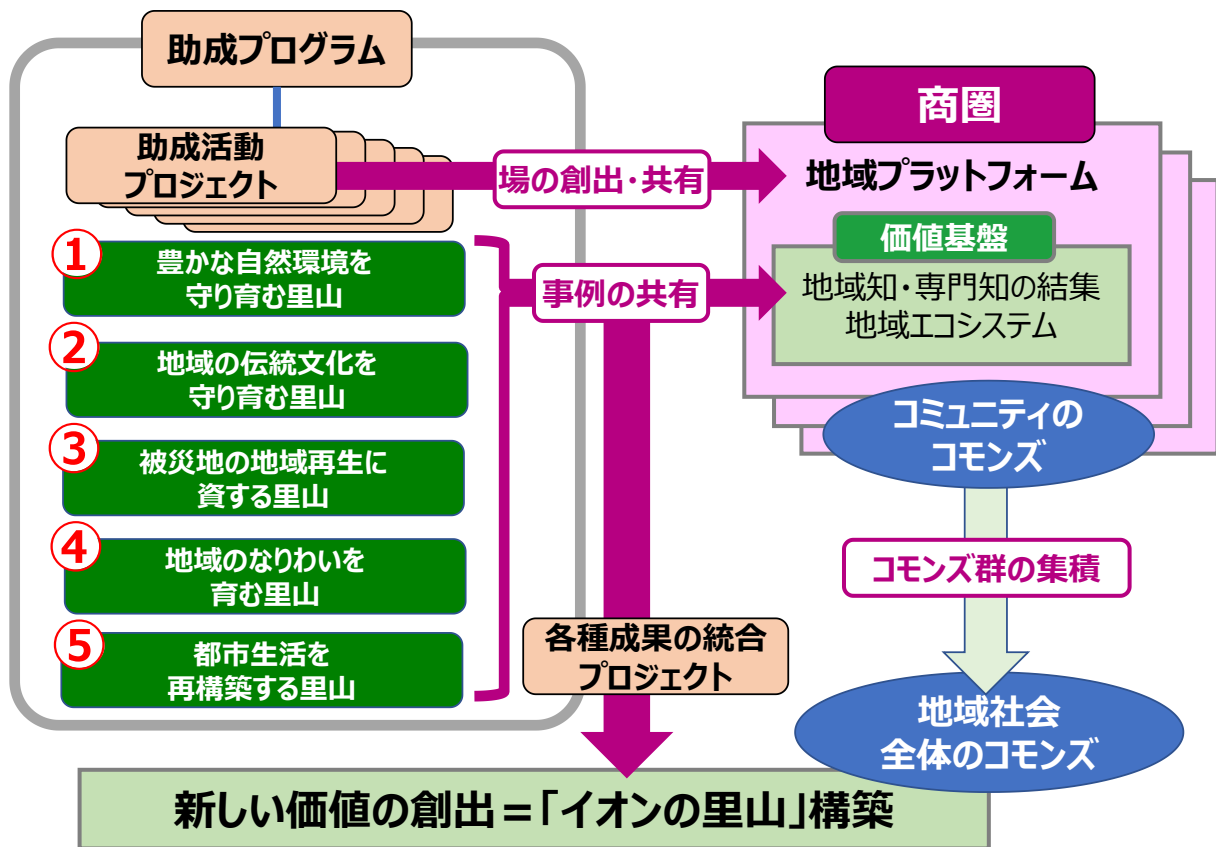 助成プログラム
助成活動
プロジェクト
①
豊かな自然環境を
守り育む里山
②
地域の伝統文化を
守り育む里山
③
被災地の地域再生に
資する里山
④
地域のなりわいを
育む里山
⑤
都市生活を
再構築する里山
場の創出・共有
事例の共有
各種成果の統合
プロジェクト
商圏
地域プラットフォーム
価値基盤
地域知・専門知の結集
地域エコシステム
コミュニティの
コモンズ
コモンズ群の集積
地域社会
全体のコモンズ
新しい価値の創出＝「イオンの里山」構築